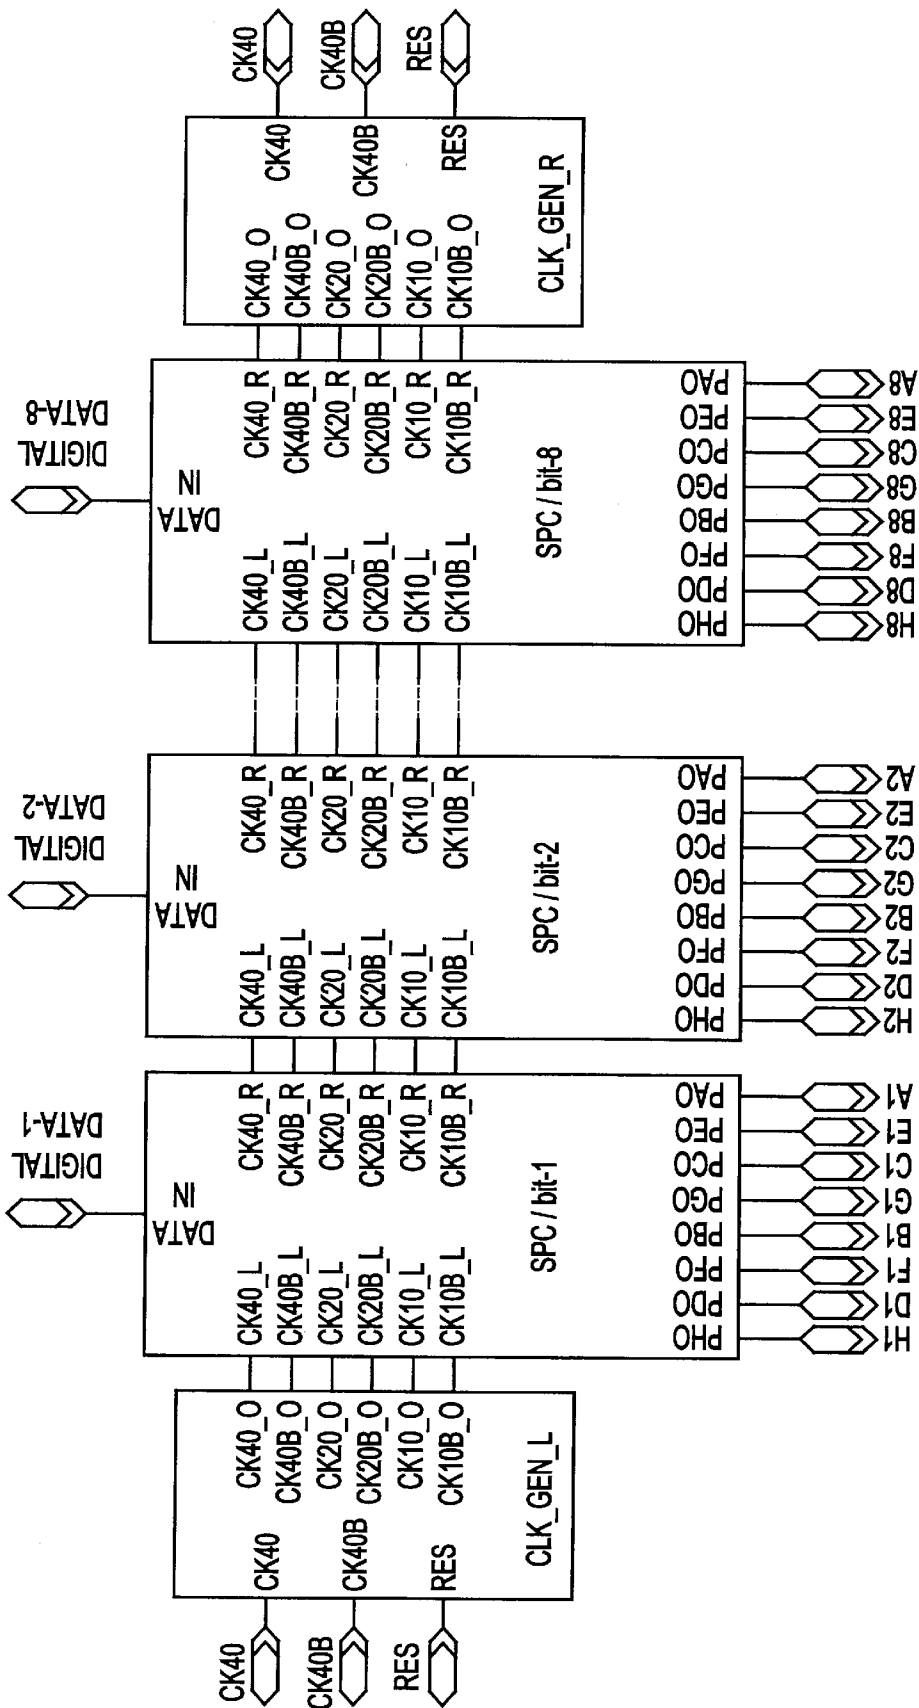 CK40
CK40B
RES
CK40
CK40B
RES
CLK_GEN_L
CK40_O
CK40B_O
CK20_O
CK20B_O
CK10_O
CK10B_O
DIGITAL
DATA-1
DATA
IN
CK40_L
CK40B_L
CK20_L
CK20B_L
CK10_L
CK10B_L
SPC / bit-1
CK40_R
CK40B_R
CK20_R
CK20B_R
CK10_R
CK10B_R
PHO
PDO
PFO
PBO
PGO
PCO
PEO
PAO
H1
D1
F1
B1
G1
C1
E1
A1
DIGITAL
DATA-2
DATA
IN
CK40_L
CK40B_L
CK20_L
CK20B_L
CK10_L
CK10B_L
SPC / bit-2
CK40_R
CK40B_R
CK20_R
CK20B_R
CK10_R
CK10B_R
PHO
PDO
PFO
PBO
PGO
PCO
PEO
PAO
H2
D2
F2
B2
G2
C2
E2
A2
DIGITAL
DATA-8
DATA
IN
CK40_L
CK40B_L
CK20_L
CK20B_L
CK10_L
CK10B_L
SPC / bit-8
CK40_R
CK40B_R
CK20_R
CK20B_R
CK10_R
CK10B_R
PHO
PDO
PFO
PBO
PGO
PCO
PEO
PAO
H8
D8
F8
B8
G8
C8
E8
A8
CK40_O
CK40B_O
CK20_O
CK20B_O
CK10_O
CK10B_O
CLK_GEN_R
CK40
CK40B
RES
CK40
CK40B
RES